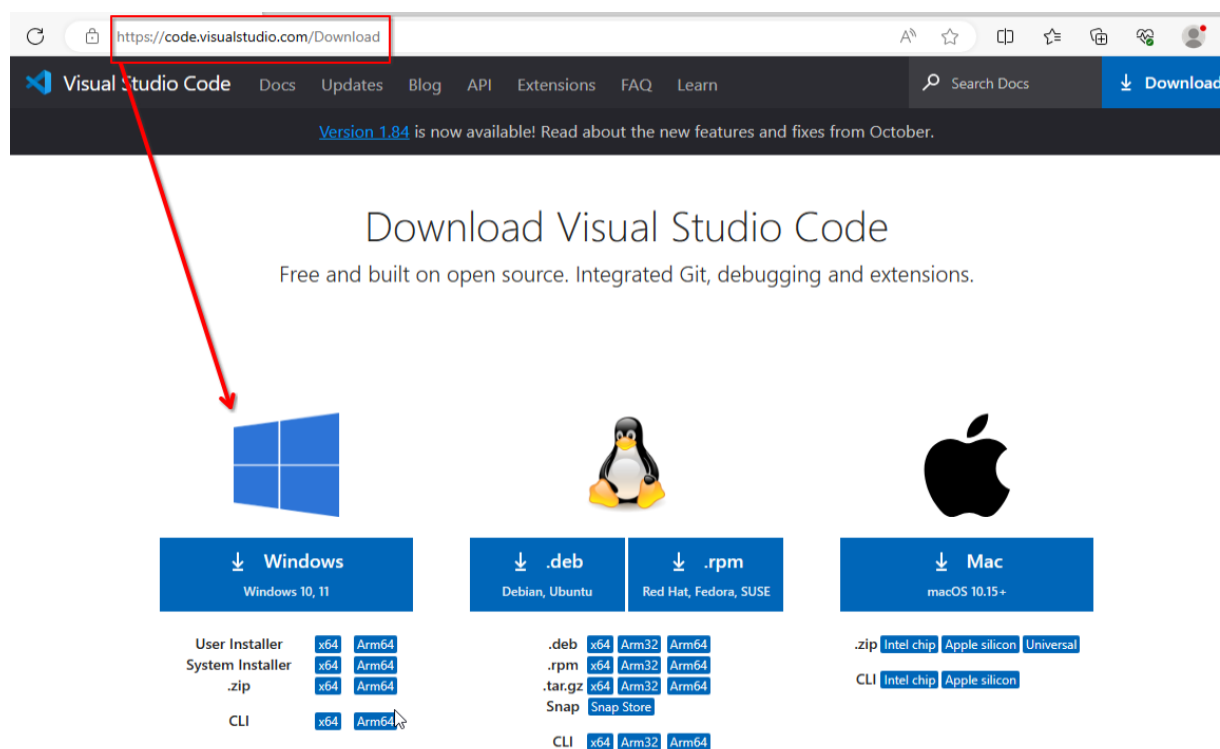 https://code.visualstudio.com/Download
Visual Studio Code Docs Updates Blog API Extensions FAQ Learn Search Docs Download
Version 1.84 is now available! Read about the new features and fixes from October.
Download Visual Studio Code
Free and built on open source. Integrated Git, debugging and extensions.
Windows
Windows 10, 11
User Installer x64 Arm64
System Installer x64 Arm64
.zip x64 Arm64
CLI x64 Arm64
.deb
Debian, Ubuntu
.rpm
Red Hat, Fedora, SUSE
.deb x64 Arm32 Arm64
.rpm x64 Arm32 Arm64
.tar.gz x64 Arm32 Arm64
Snap Snap Store
CLI x64 Arm32 Arm64
Mac
macOS 10.15+
.zip Intel chip Apple silicon Universal
CLI Intel chip Apple silicon